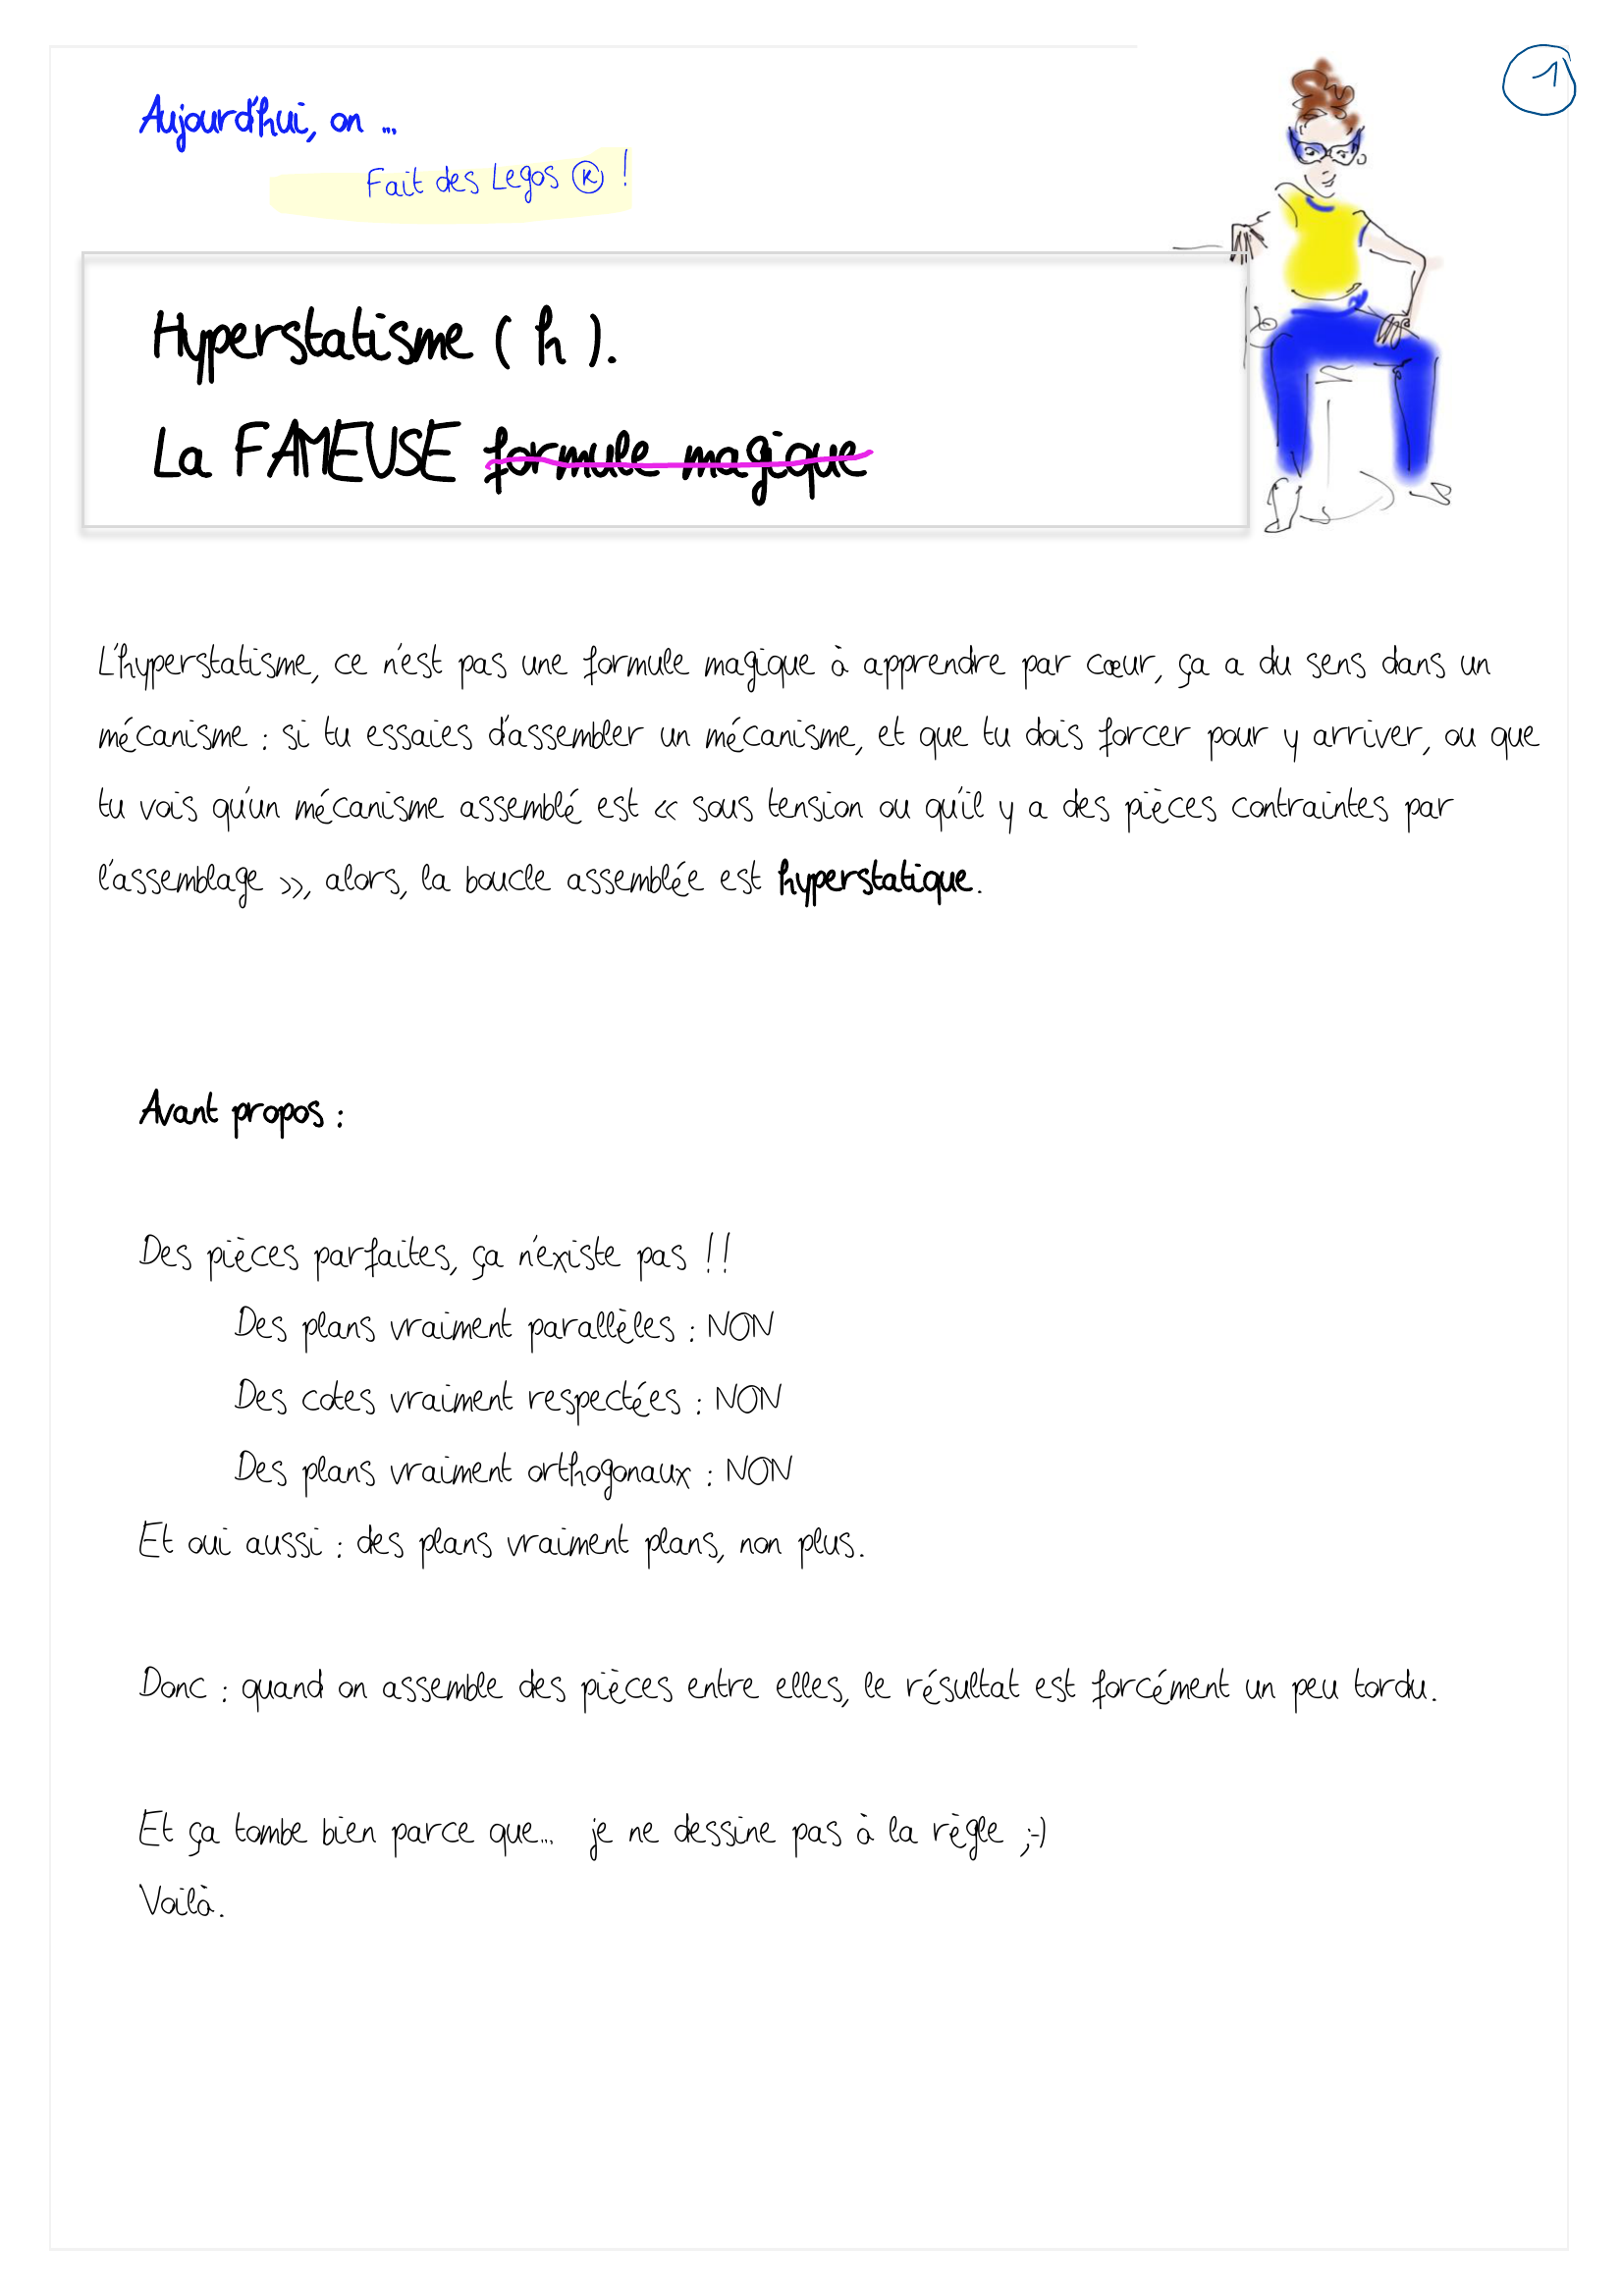 1
Aujourd'hui, on ...
Fait des Legos ® !
Hyperstatisme ( h ).
La FAMEUSE formule magique
L'hyperstatisme, ce n'est pas une formule magique à apprendre par cœur, ça a du sens dans un
mécanisme : si tu essaies d'assembler un mécanisme, et que tu dois forcer pour y arriver, ou que
tu vois qu'un mécanisme assemblé est « sous tension ou qu'il y a des pièces contraintes par
l'assemblage », alors, la boucle assemblée est hyperstatique.
Avant propos :
Des pièces parfaites, ça n'existe pas !!
Des plans vraiment parallèles : NON
Des cotes vraiment respectées : NON
Des plans vraiment orthogonaux : NON
Et oui aussi : des plans vraiment plans, non plus.
Donc : quand on assemble des pièces entre elles, le résultat est forcément un peu tordu.
Et ça tombe bien parce que... je ne dessine pas à la règle ;-)
Voilà.